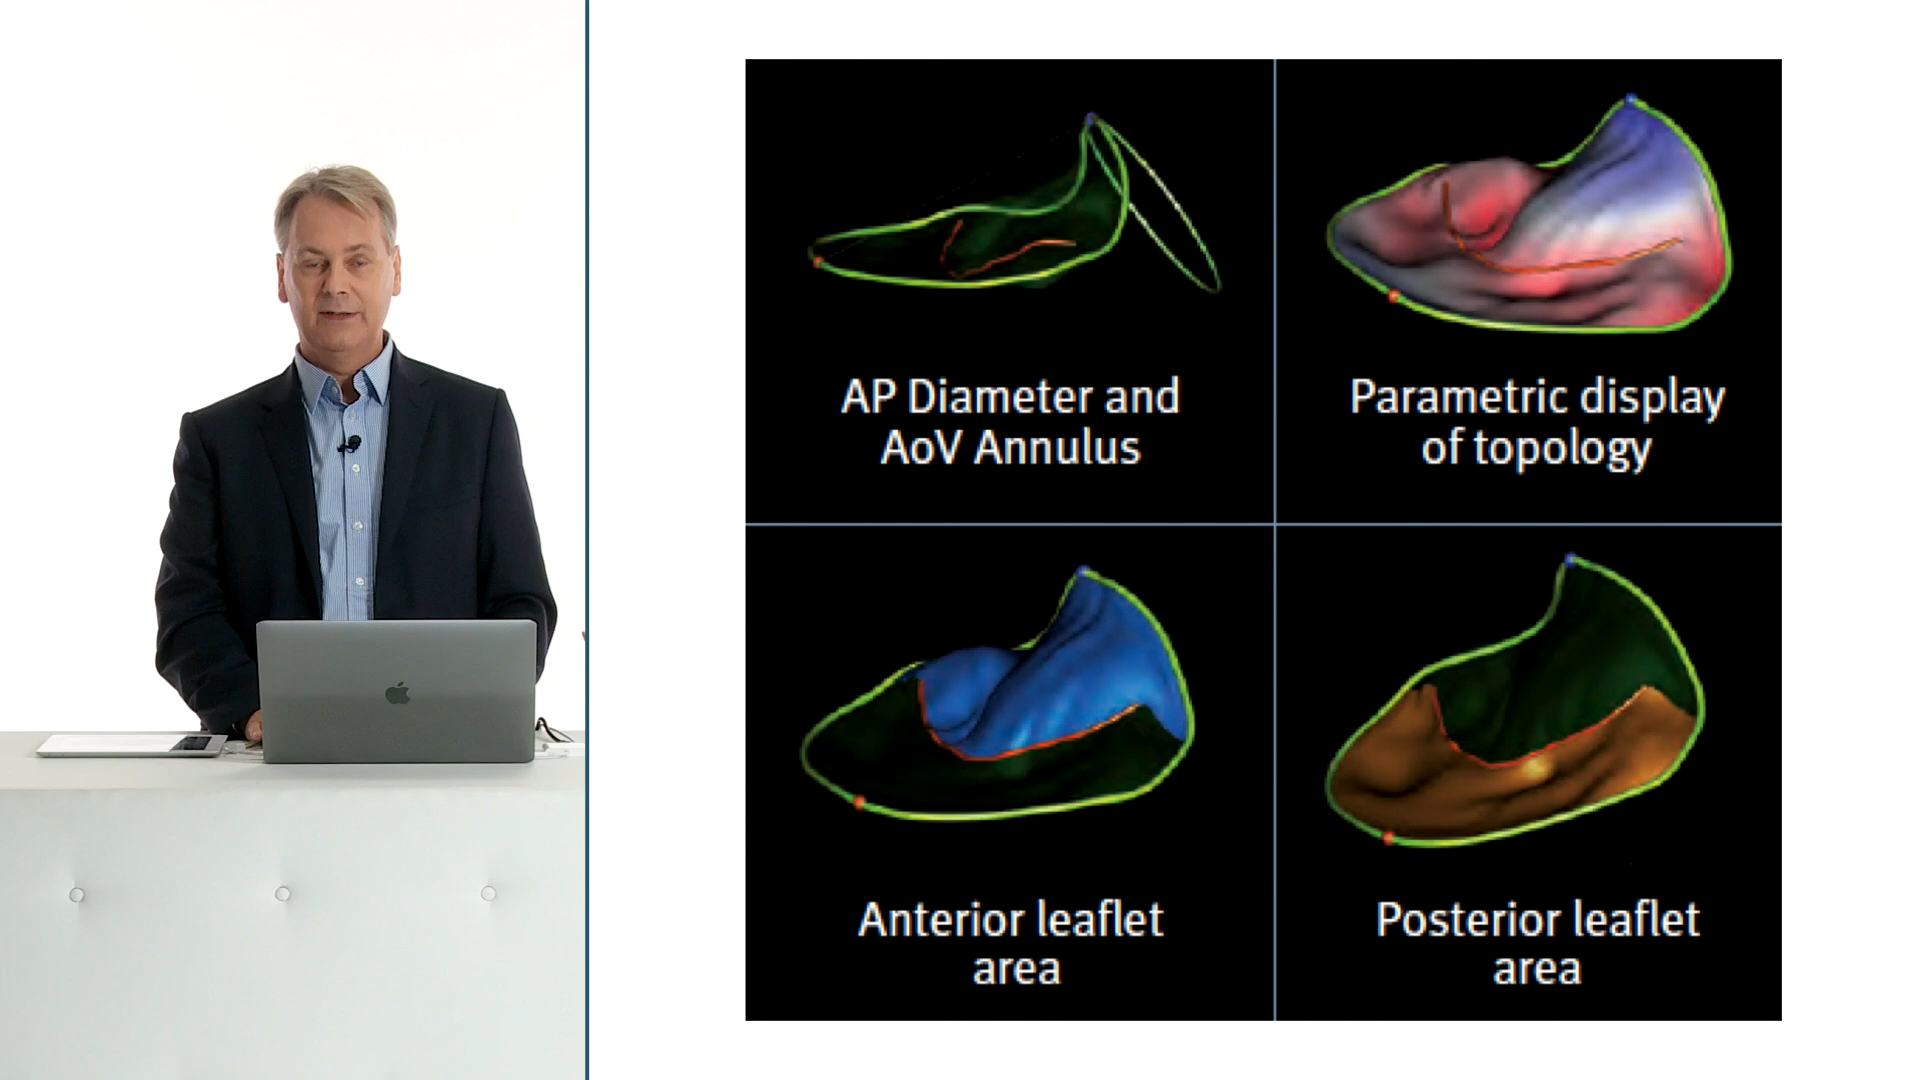 AP Diameter and
AoV Annulus
Parametric display
of topology
Anterior leaflet
area
Posterior leaflet
area